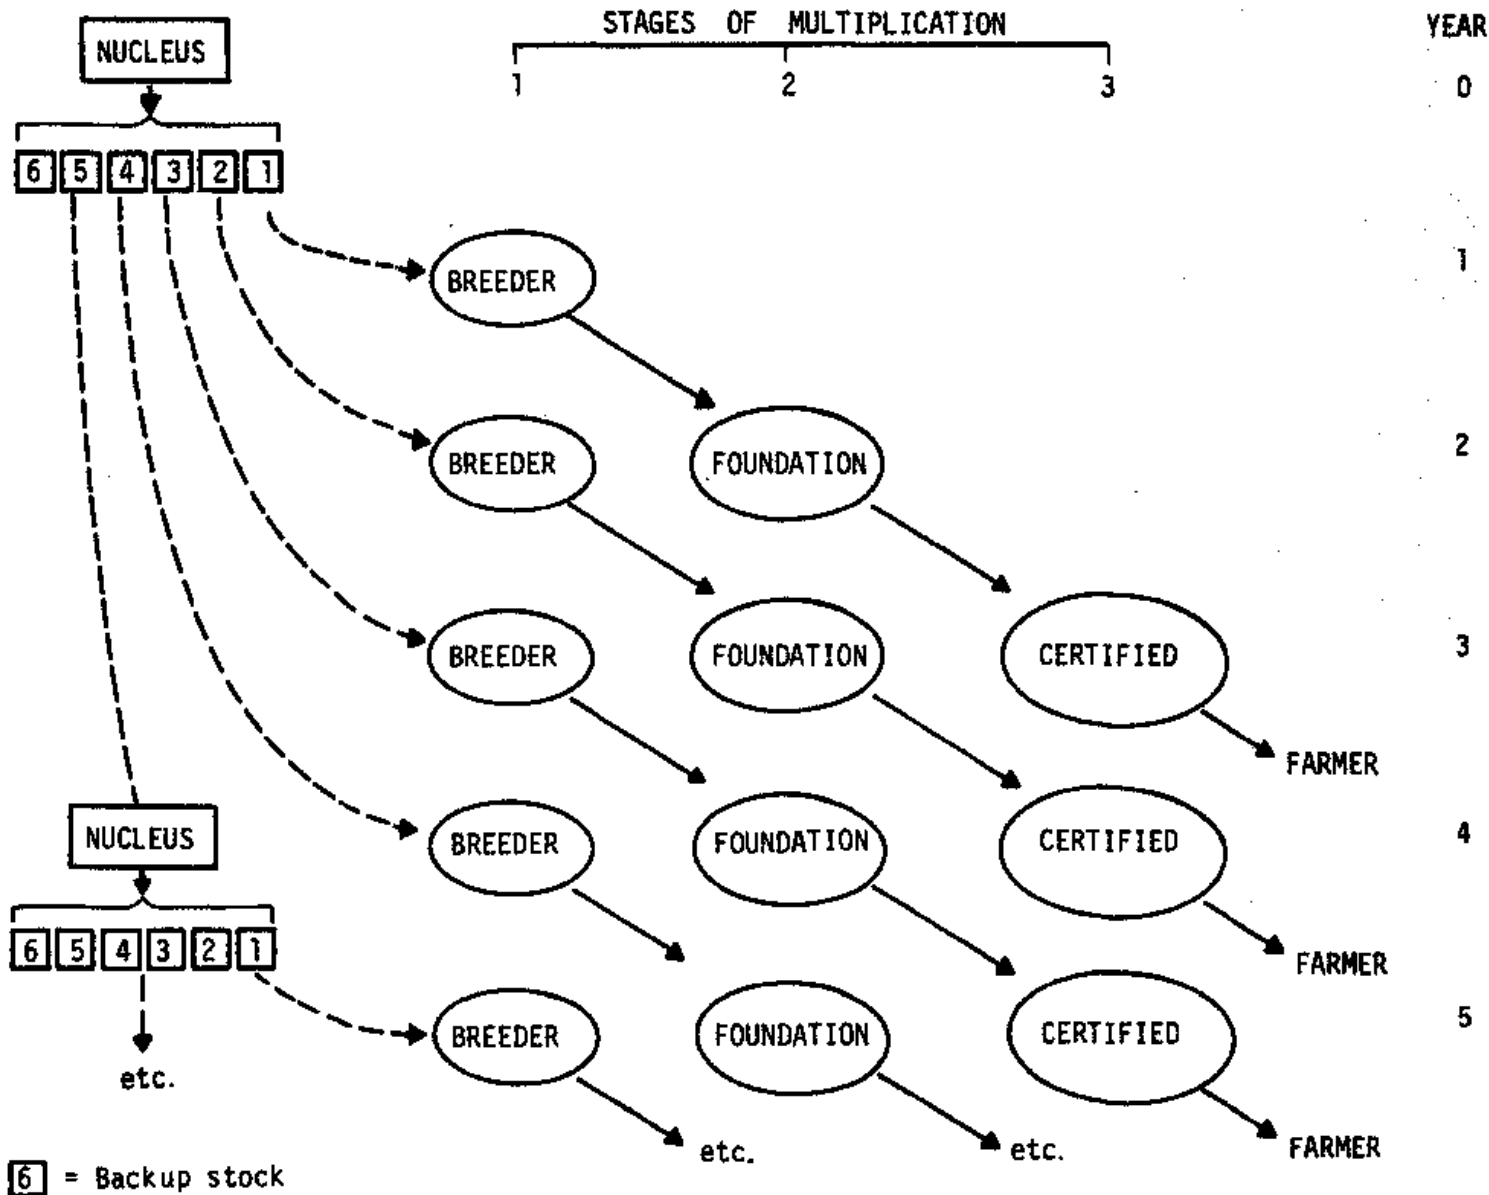 STAGES OF MULTIPLICATION YEAR
NUCLEUS
1 2 3 0
6 5 4 3 2 1
BREEDER 1
BREEDER FOUNDATION 2
BREEDER FOUNDATION CERTIFIED 3
FARMER
NUCLEUS BREEDER FOUNDATION CERTIFIED 4
6 5 4 3 2 1 FARMER
BREEDER FOUNDATION CERTIFIED 5
etc.
etc. etc. FARMER
6 = Backup stock